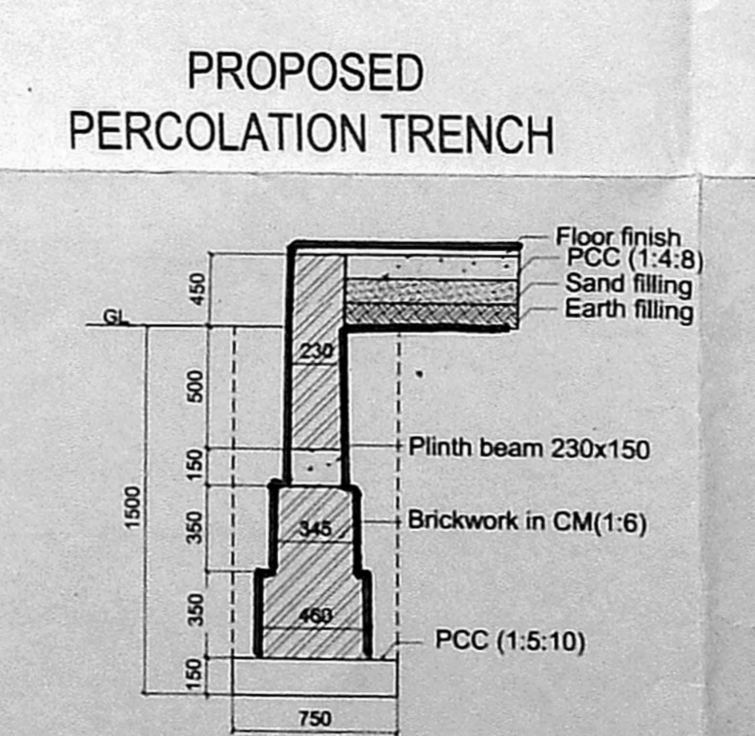 PROPOSED
PERCOLATION TRENCH
Floor finish
PCC (1:4:8)
Sand filling
Earth filling
450
GL
230
500
Plinth beam 230x150
150
1500
Brickwork in CM(1:6)
350
345
350
460
PCC (1:5:10)
150
750